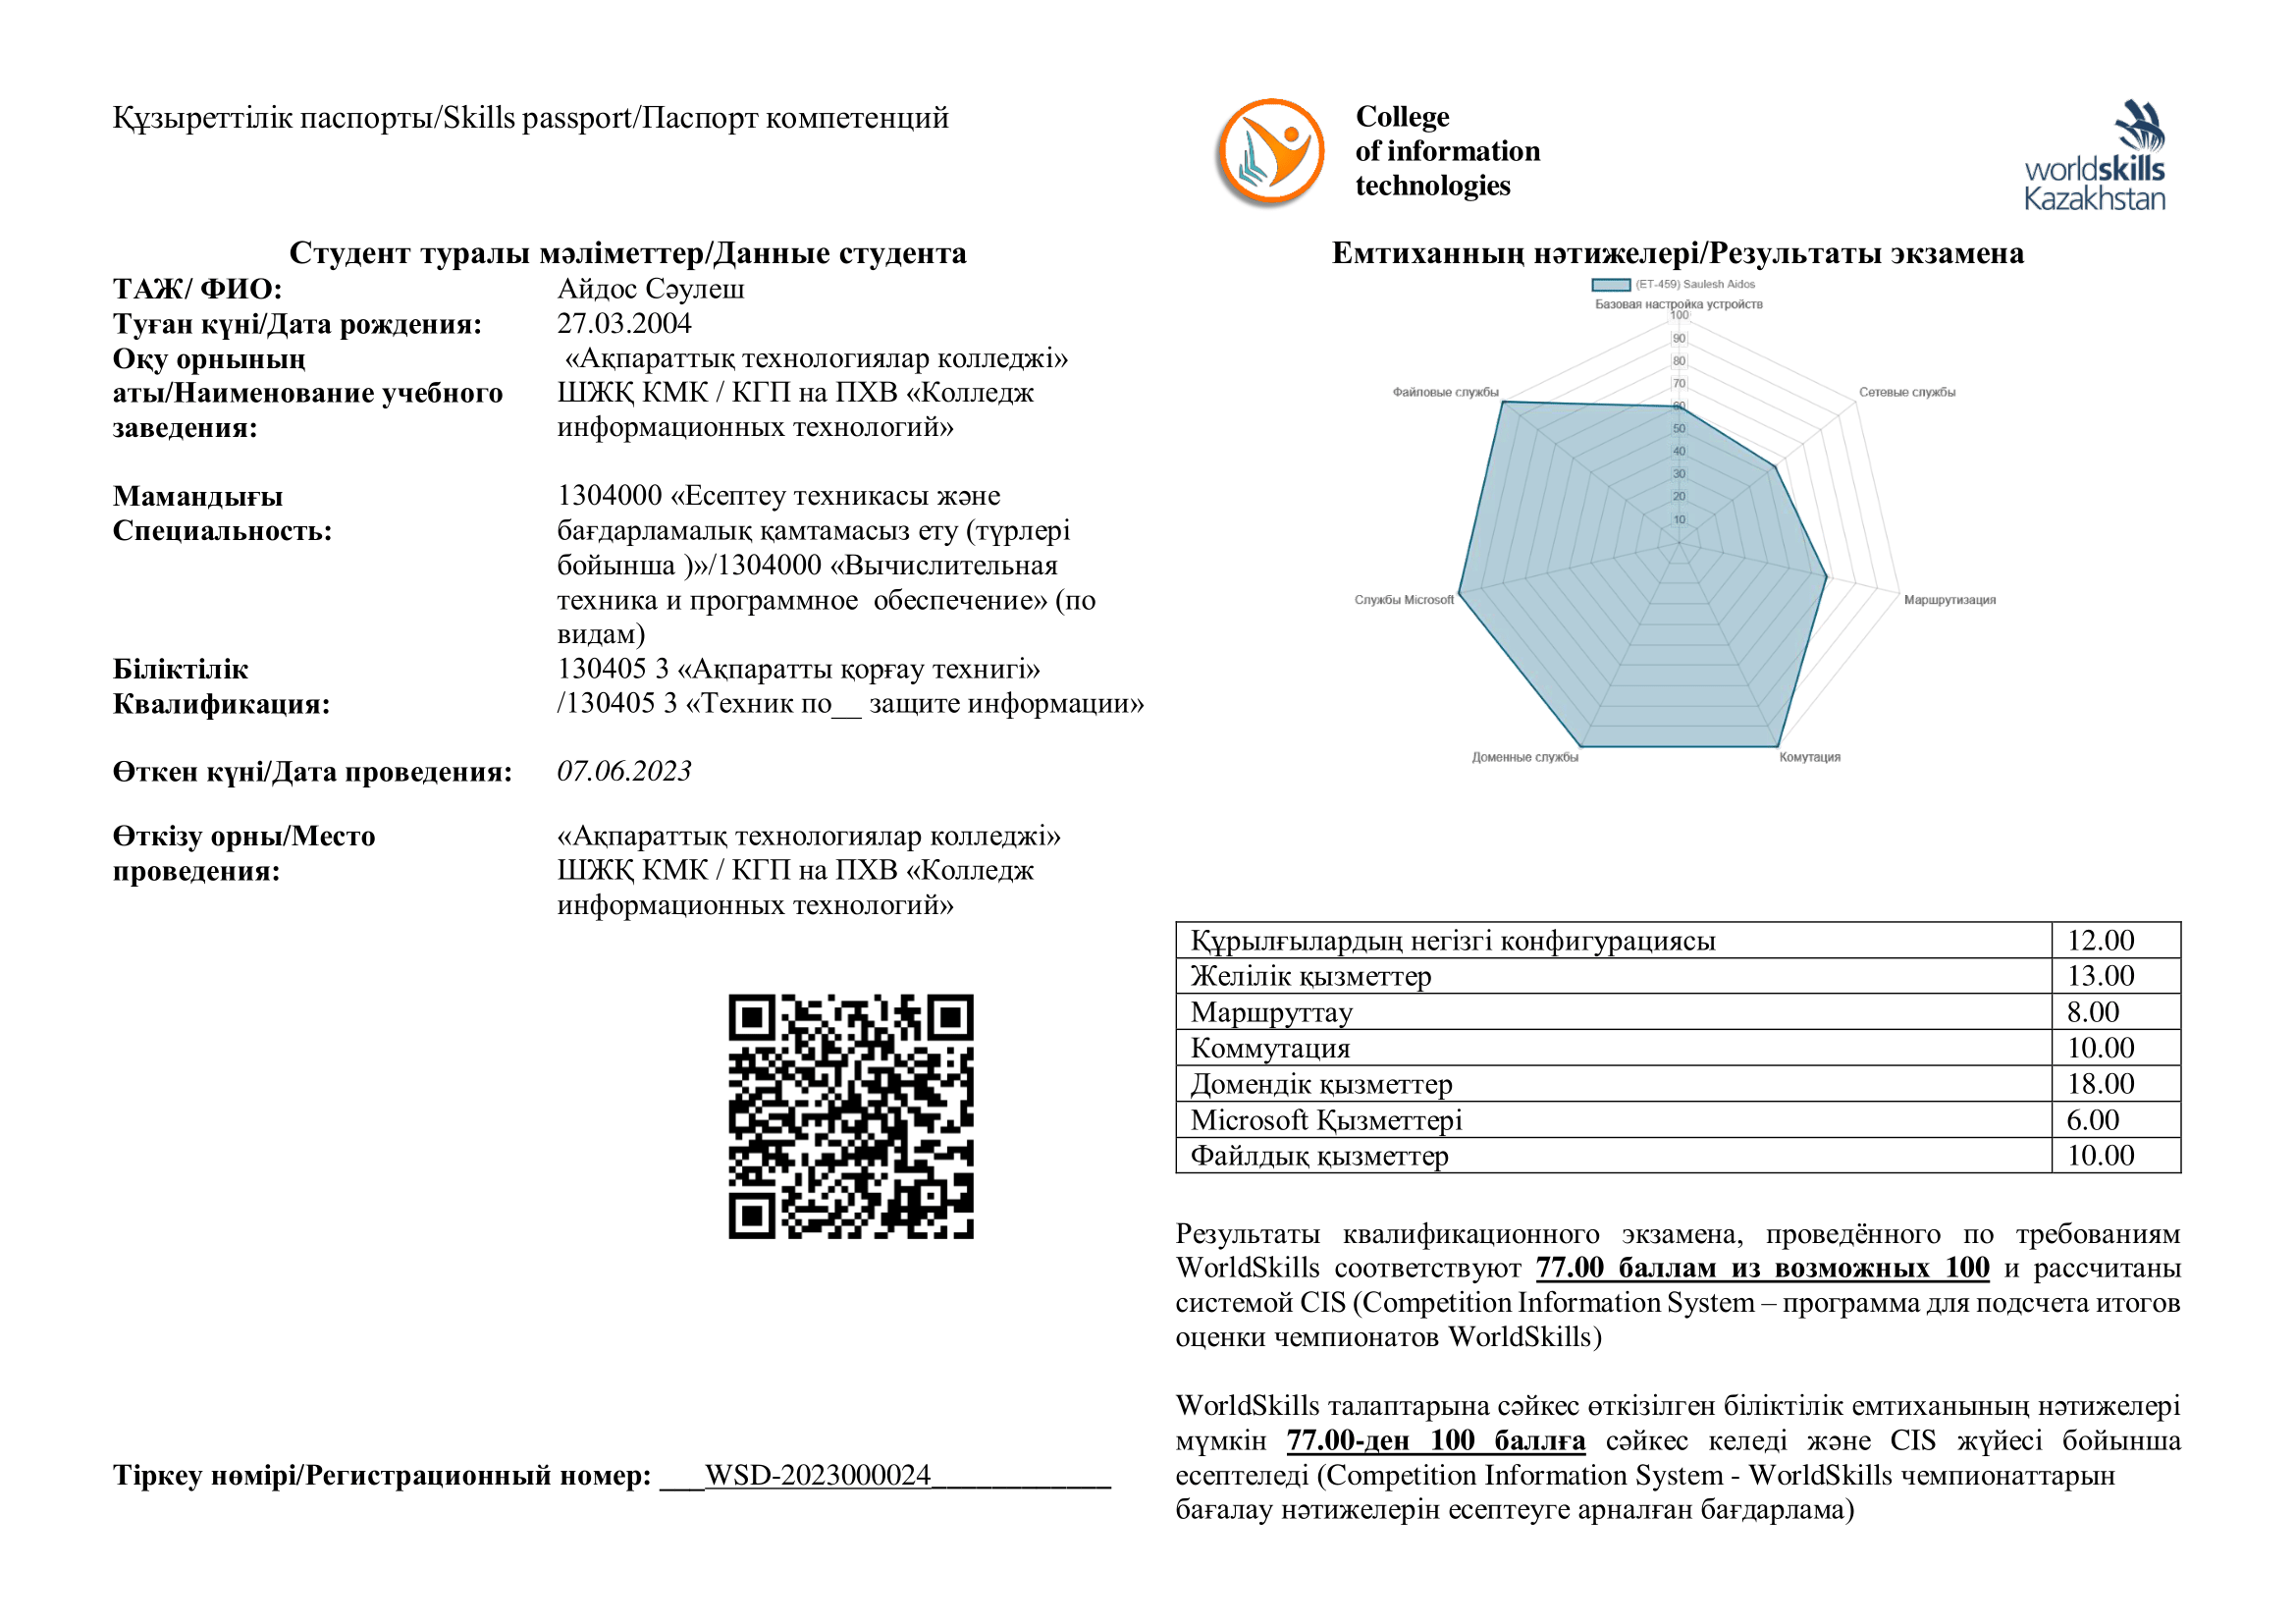 Құзыреттілік паспорты/Skills passport/Паспорт компетенций
Студент туралы мәліметтер/Данные студента
ТАЖ/ ФИО: Айдос Сәулеш
Туған күні/Дата рождения: 27.03.2004
Оқу орнының «Ақпараттық технологиялар колледжі»
аты/Наименование учебного ШЖҚ КМК / КГП на ПХВ «Колледж
заведения: информационных технологий»
Мамандығы 1304000 «Есептеу техникасы және
Специальность: бағдарламалық қамтамасыз ету (түрлері
бойынша )»/1304000 «Вычислительная
техника и программное обеспечение» (по
видам)
Біліктілік 130405 3 «Ақпаратты қорғау технигі»
Квалификация: /130405 3 «Техник по__ защите информации»
Өткен күні/Дата проведения: 07.06.2023
Өткізу орны/Место «Ақпараттық технологиялар колледжі»
проведения: ШЖҚ КМК / КГП на ПХВ «Колледж
информационных технологий»
Тіркеу нөмірі/Регистрационный номер: ___WSD-2023000024____________
College
of information
technologies
worldskills
Kazakhstan
Емтиханның нәтижелері/Результаты экзамена
(ET-459) Saulesh Aidos
Базовая настройка устройств
100
90
80
70
60
50
40
30
20
10
Файловые службы
Сетевые службы
Службы Microsoft
Маршрутизация
Доменные службы
Комутация
Құрылғылардың негізгі конфигурациясы 12.00
Желілік қызметтер 13.00
Маршруттау 8.00
Коммутация 10.00
Домендік қызметтер 18.00
Microsoft Қызметтері 6.00
Файлдық қызметтер 10.00
Результаты квалификационного экзамена, проведённого по требованиям
WorldSkills соответствуют 77.00 баллам из возможных 100 и рассчитаны
системой CIS (Competition Information System – программа для подсчета итогов
оценки чемпионатов WorldSkills)
WorldSkills талаптарына сәйкес өткізілген біліктілік емтиханының нәтижелері
мүмкін 77.00-ден 100 баллға сәйкес келеді және CIS жүйесі бойынша
есептеледі (Competition Information System - WorldSkills чемпионаттарын
бағалау нәтижелерін есептеуге арналған бағдарлама)